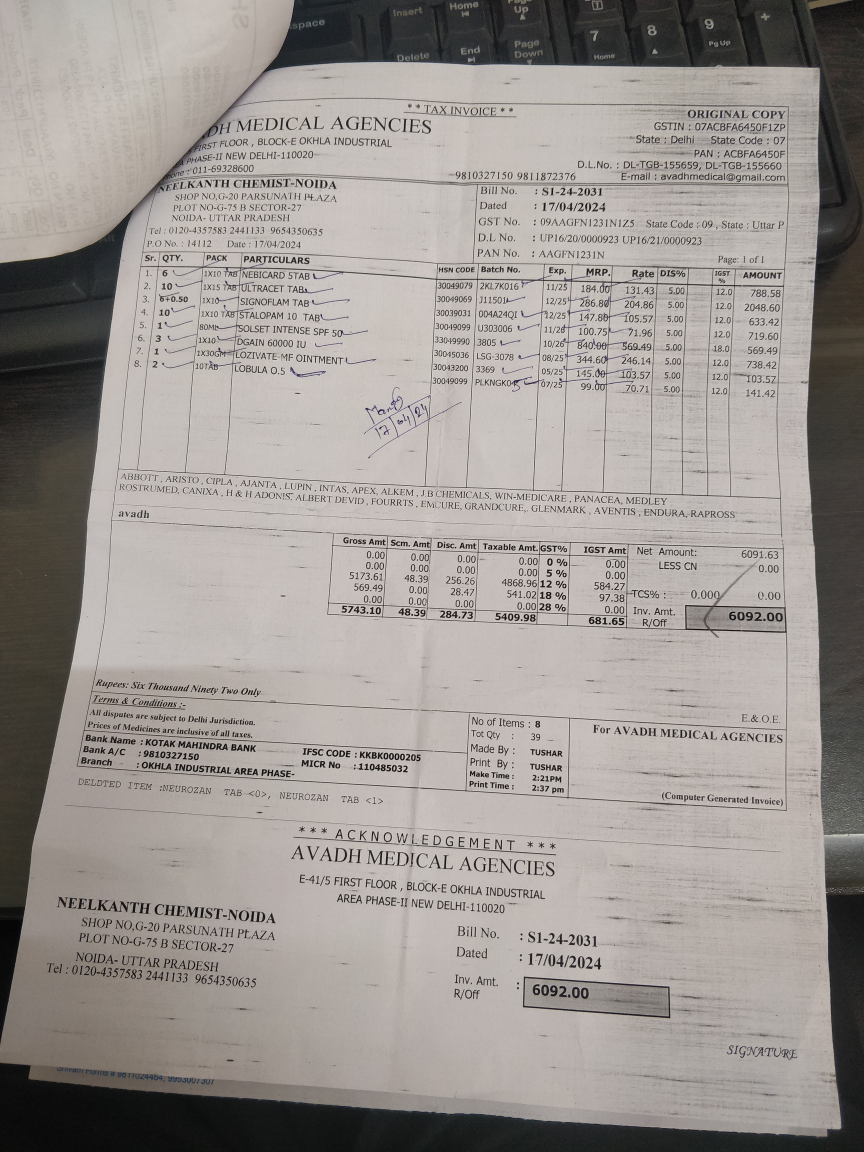 Insert Home Page Up
space
Delete End Page Down
7 Home
8
9 Pg Up
+
* * TAX INVOICE * *
ORIGINAL COPY
DH MEDICAL AGENCIES
GSTIN : 07ACBFA6450F1ZP
FIRST FLOOR , BLOCK-E OKHLA INDUSTRIAL
State : Delhi State Code : 07
A PHASE-II NEW DELHI-110020
PAN : ACBFA6450F
: 011-69328600
D.L.No. : DL-TGB-155659, DL-TGB-155660
9810327150 9811872376 E-mail : avadhmedical@gmail.com
NEELKANTH CHEMIST-NOIDA
SHOP NO,G-20 PARSUNATH PLAZA
PLOT NO-G-75 B SECTOR-27
NOIDA- UTTAR PRADESH
Tel : 0120-4357583 2441133 9654350635
P.O No. : 14112 Date : 17/04/2024
Bill No. : S1-24-2031
Dated : 17/04/2024
GST No. : 09AAGFN1231N1Z5 State Code : 09 , State : Uttar P
D.L No. : UP16/20/0000923 UP16/21/0000923
PAN No. : AAGFN1231N
Page: 1 of 1
Sr. QTY. PACK PARTICULARS HSN CODE Batch No. Exp. MRP. Rate DIS% IGST % AMOUNT
1. 6 1X10 TAB NEBICARD 5TAB 30049079 2KL7K016 11/25 184.00 131.43 5.00 12.0 788.58
2. 10 1X15 TAB ULTRACET TAB 30049069 J11501 12/25 286.80 204.86 5.00 12.0 2048.60
3. 6+0.50 1X10 SIGNOFLAM TAB 30039031 004A24QI 12/25 147.80 105.57 5.00 12.0 633.42
4. 10 1X10 TAB STALOPAM 10 TAB 30049099 U303006 11/26 100.75 71.96 5.00 12.0 719.60
5. 1 80ML SOLSET INTENSE SPF 50 33049990 3805 10/26 840.00 569.49 5.00 18.0 569.49
6. 3 1X10 DGAIN 60000 IU 30045036 LSG-3078 08/25 344.60 246.14 5.00 12.0 738.42
7. 1 1X30GM LOZIVATE-MF OINTMENT 30043200 3369 05/25 145.00 103.57 5.00 12.0 103.57
8. 2 10TAB LOBULA O.5 30049099 07/25 99.00 70.71 5.00 12.0 141.42
17/04/24
ABBOTT , ARISTO , CIPLA , AJANTA , LUPIN , INTAS, APEX, ALKEM , J.B CHEMICALS, WIN-MEDICARE , PANACEA, MEDLEY
ROSTRUMED, CANIXA , H & H ADONIS, ALBERT DEVID , FOURRTS , EMCURE, GRANDCURE,. GLENMARK , AVENTIS , ENDURA, RAPROSS
avadh
Gross Amt Scm. Amt Disc. Amt Taxable Amt. GST% IGST Amt
0.00 0.00 0.00 0.00 0 % 0.00
0.00 0.00 0.00 0.00 5 % 0.00
5173.61 48.39 256.26 4868.96 12 % 584.27
569.49 0.00 28.47 541.02 18 % 97.38
0.00 0.00 0.00 0.00 28 % 0.00
5743.10 48.39 284.73 5409.98 681.65
Net Amount: 6091.63
LESS CN 0.00
TCS% : 0.000 0.00
Inv. Amt. R/Off 6092.00
Rupees: Six Thousand Ninety Two Only
E.& O.E.
Terms & Conditions :-
All disputes are subject to Delhi Jurisdiction.
Prices of Medicines are inclusive of all taxes.
Bank Name : KOTAK MAHINDRA BANK
Bank A/C : 9810327150
Branch : OKHLA INDUSTRIAL AREA PHASE-
IFSC CODE : KKBK0000205
MICR No : 110485032
No of Items : 8
Tot Qty : 39
Made By : TUSHAR
Print By : TUSHAR
Make Time : 2:21PM
Print Time : 2:37 pm
For AVADH MEDICAL AGENCIES
(Computer Generated Invoice)
DELDTED ITEM :NEUROZAN TAB <0>, NEUROZAN TAB <1>
* * * ACKNOWLEDGEMENT * * *
AVADH MEDICAL AGENCIES
E-41/5 FIRST FLOOR , BLOCK-E OKHLA INDUSTRIAL
AREA PHASE-II NEW DELHI-110020
NEELKANTH CHEMIST-NOIDA
SHOP NO,G-20 PARSUNATH PLAZA
PLOT NO-G-75 B SECTOR-27
NOIDA- UTTAR PRADESH
Tel : 0120-4357583 2441133 9654350635
Bill No. : S1-24-2031
Dated : 17/04/2024
Inv. Amt. R/Off : 6092.00
SIGNATURE